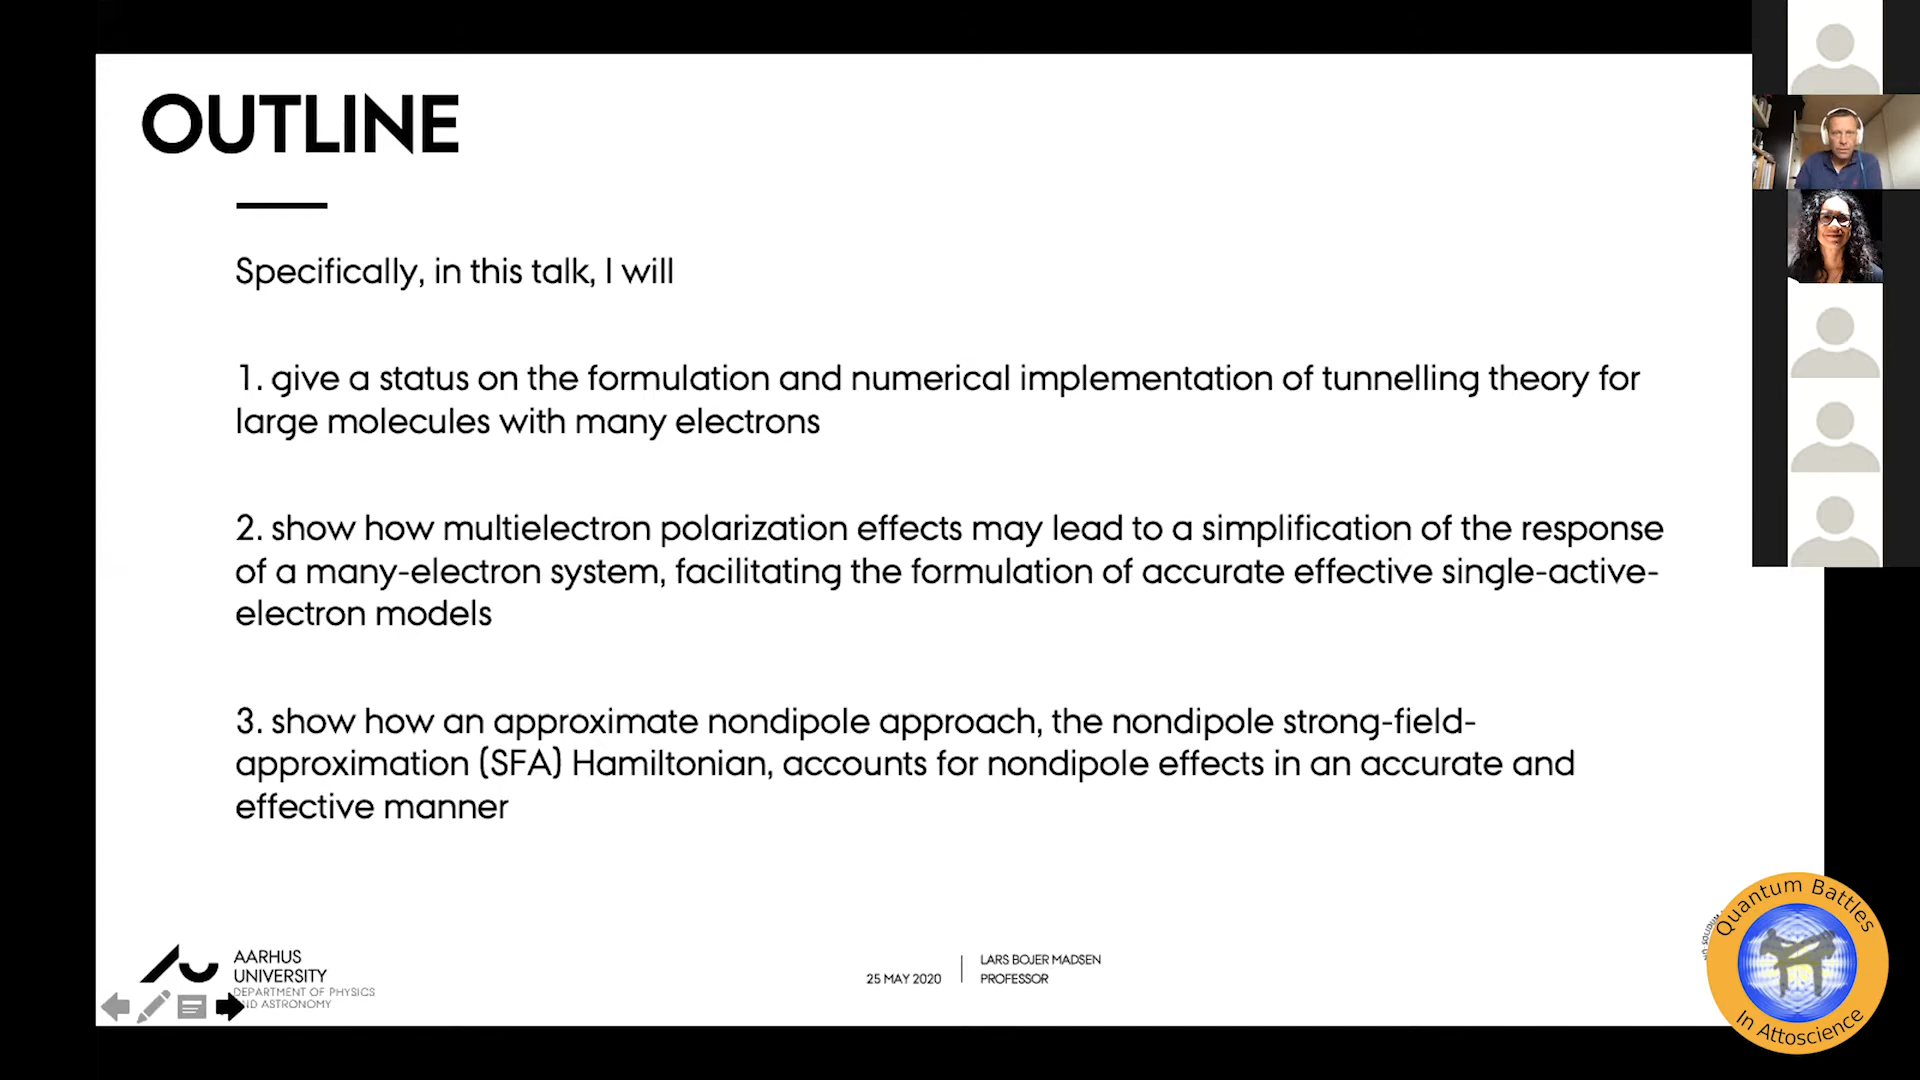 OUTLINE
Specifically, in this talk, I will
1. give a status on the formulation and numerical implementation of tunnelling theory for
large molecules with many electrons
2. show how multielectron polarization effects may lead to a simplification of the response
of a many-electron system, facilitating the formulation of accurate effective single-active-
electron models
3. show how an approximate nondipole approach, the nondipole strong-field-
approximation (SFA) Hamiltonian, accounts for nondipole effects in an accurate and
effective manner
AARHUS
UNIVERSITY
DEPARTMENT OF PHYSICS
ND ASTRONOMY
25 MAY 2020
LARS BOJER MADSEN
PROFESSOR
Quantum Battles
In Attoscience